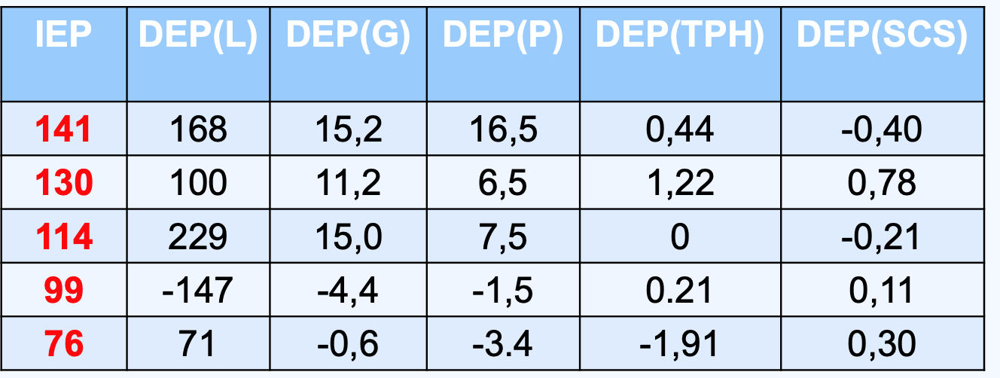 IEP DEP(L) DEP(G) DEP(P) DEP(TPH) DEP(SCS)
141 168 15,2 16,5 0,44 -0,40
130 100 11,2 6,5 1,22 0,78
114 229 15,0 7,5 0 -0,21
99 -147 -4,4 -1,5 0.21 0,11
76 71 -0,6 -3.4 -1,91 0,30